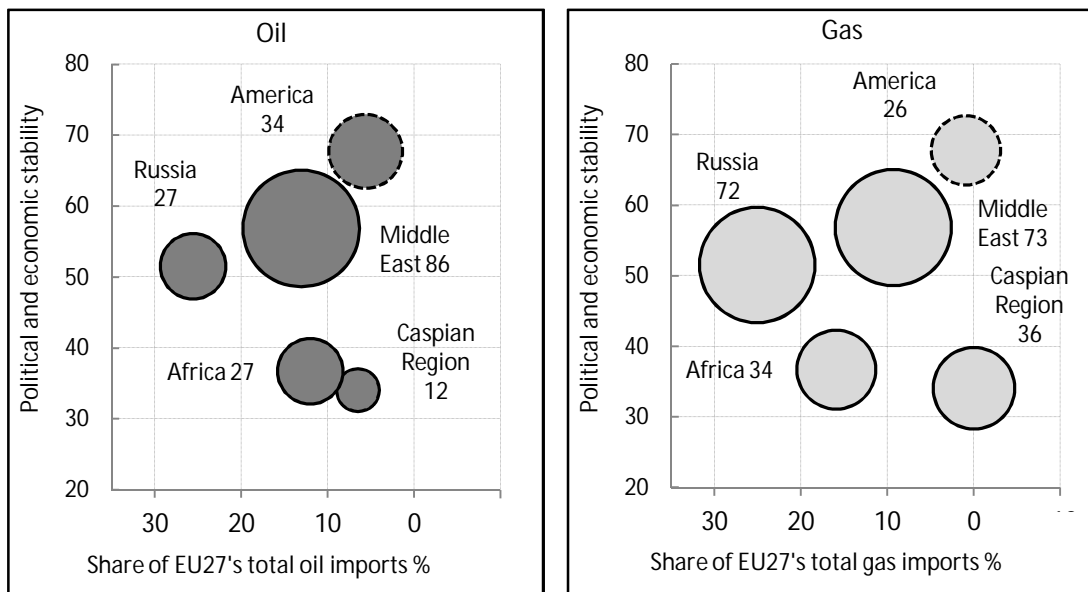 Oil
Political and economic stability
80
70
60
50
40
30
20
America
34
Russia
27
Middle
East 86
Africa 27
Caspian
Region
12
30
20
10
0
Share of EU27's total oil imports %
Gas
Political and economic stability
80
70
60
50
40
30
20
America
26
Russia
72
Middle
East 73
Caspian
Region
36
Africa 34
30
20
10
0
Share of EU27's total gas imports %